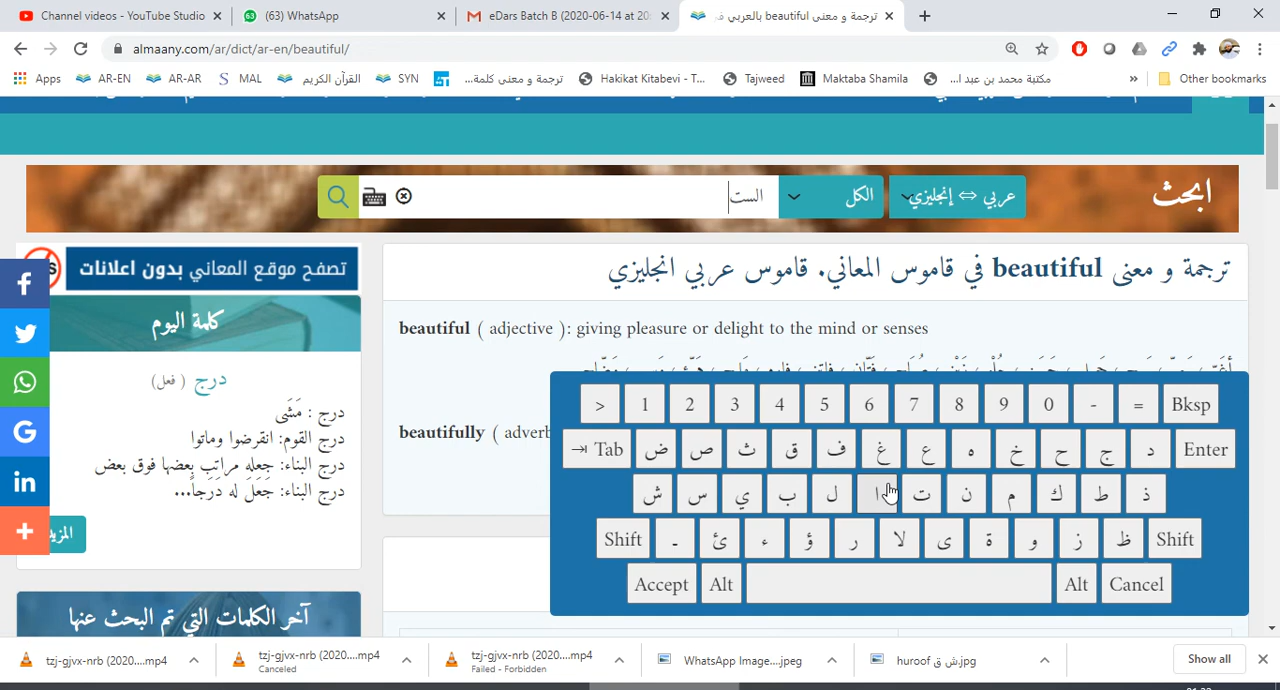 Channel videos - YouTube Studio
(63) WhatsApp
eDars Batch B (2020-06-14 at 20
ترجمة و معنى beautiful بالعربي ف
almaany.com/ar/dict/ar-en/beautiful/
Apps
AR-EN
AR-AR
MAL
القرآن الكريم
SYN
ترجمة و معنى كلمة...
Hakikat Kitabevi - T...
Tajweed
Maktaba Shamila
مكتبة محمد بن عبد ا...
»
Other bookmarks
ابحث
عربي ⇔ إنجليزي
الكل
الست
تصفح موقع المعاني بدون اعلانات
ترجمة و معنى beautiful في قاموس المعاني. قاموس عربي انجليزي
كلمة اليوم
beautiful ( adjective ): giving pleasure or delight to the mind or senses
درج (فعل)
درج : مَشَى
درج القوم: انقرضوا وماتوا
درج البناء: جعله مراتب بعضها فوق بعض
درج البناء: جَعَلَ له دَرَجاً...
المزيد
beautifully ( adverb
> 1 2 3 4 5 6 7 8 9 0 - = Bksp
Tab ض ص ث ق ف غ ع ه خ ح ج د Enter
ش س ي ب ل ا ت ن م ك ط ذ
Shift ـ ئ ء ؤ ر لا ى ة و ز ظ Shift
Accept Alt Alt Cancel
آخر الكلمات التي تم البحث عنها
tzj-gjvx-nrb (2020....mp4
tzj-gjvx-nrb (2020....mp4
Canceled
tzj-gjvx-nrb (2020....mp4
Failed - Forbidden
WhatsApp Image....jpeg
huroof ش ق.jpg
Show all